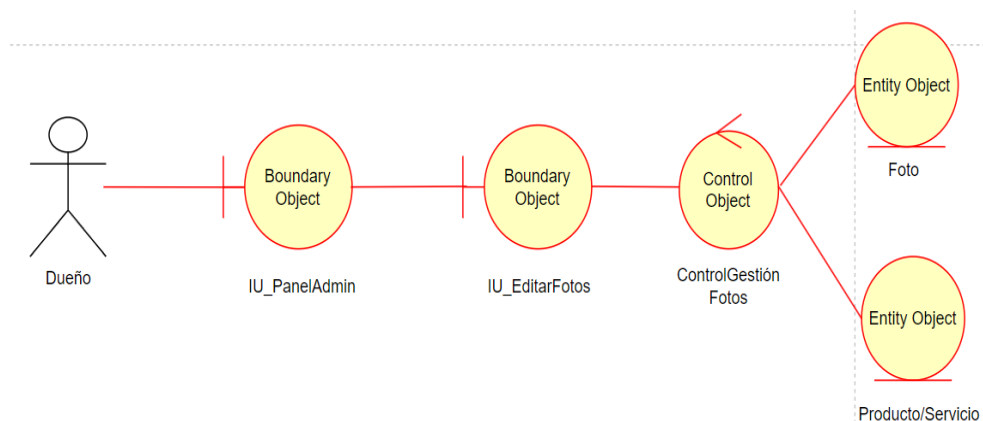 Entity Object
Foto
Boundary
Object
Boundary
Object
Control
Object
Dueño
IU_PanelAdmin
IU_EditarFotos
ControlGestión
Fotos
Entity Object
Producto/Servicio